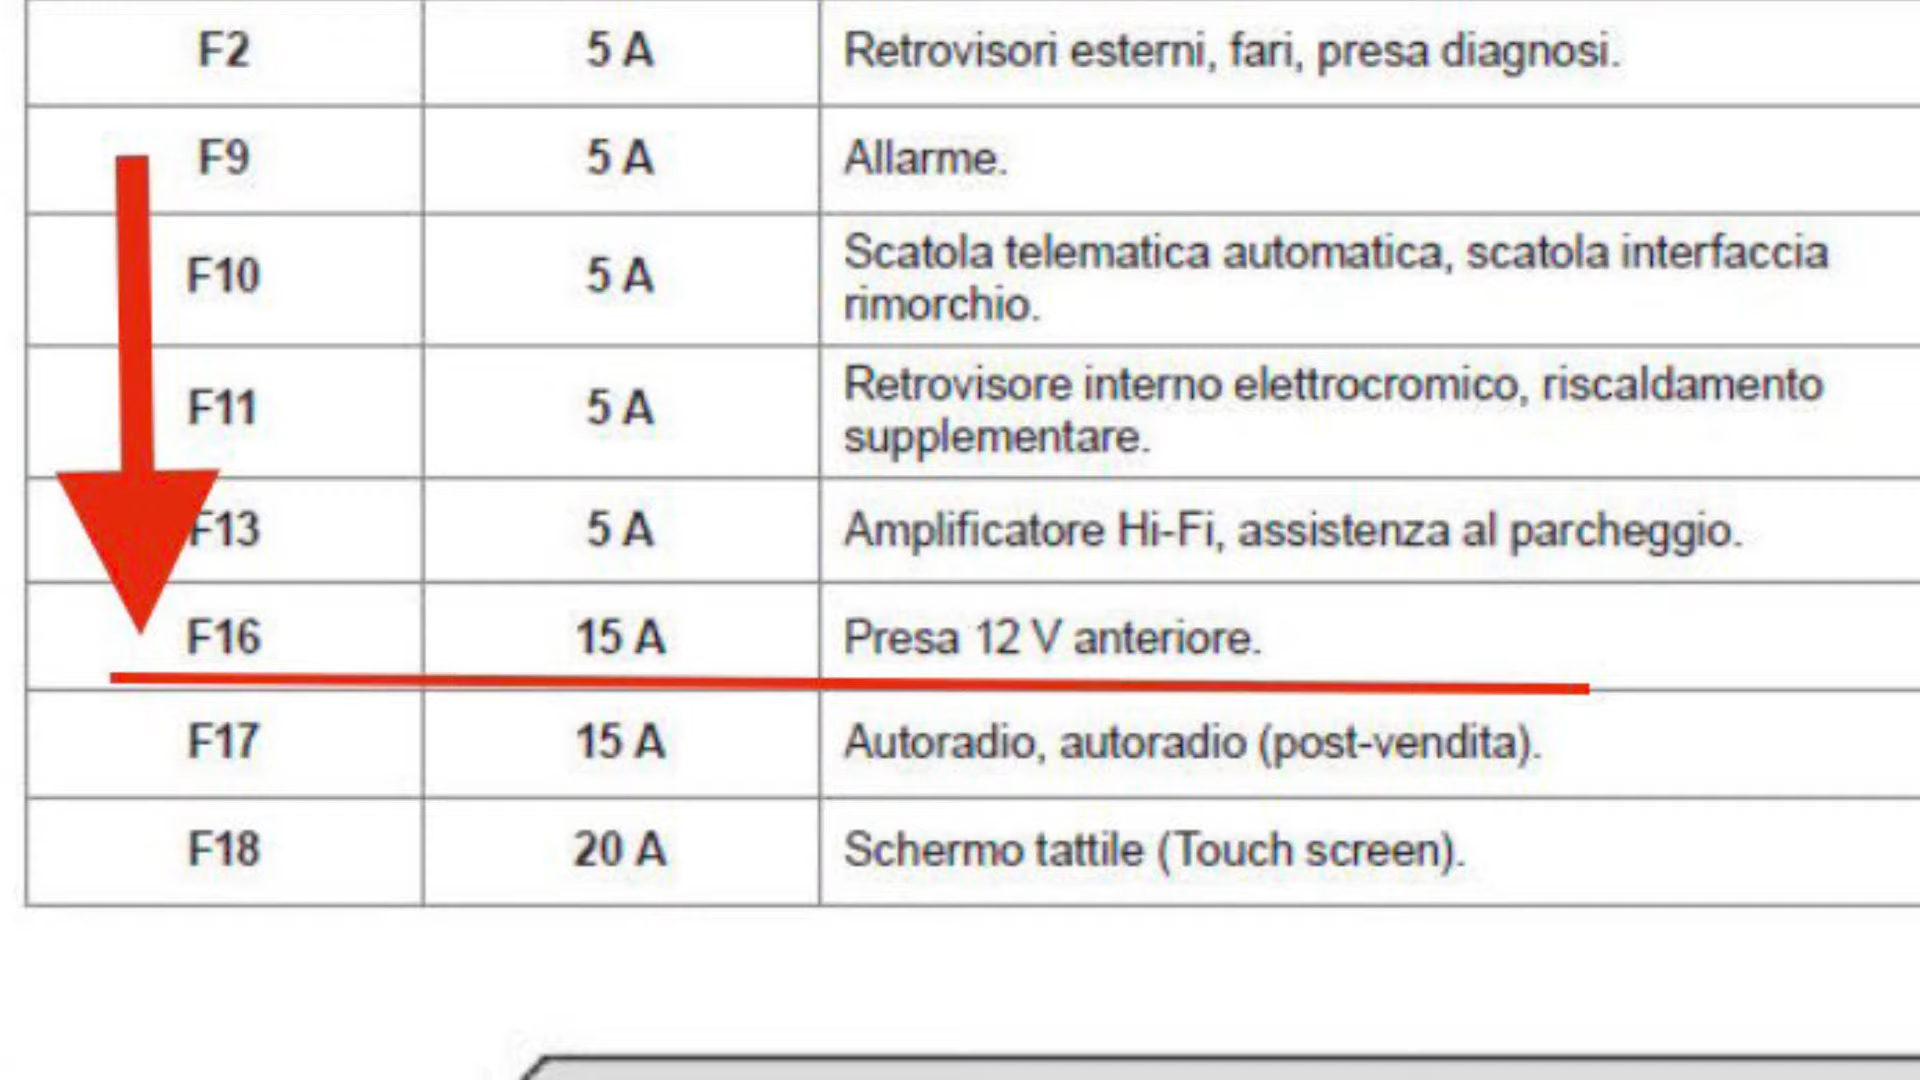 F2 5 A Retrovisori esterni, fari, presa diagnosi.
F9 5 A Allarme.
F10 5 A Scatola telematica automatica, scatola interfaccia
rimorchio.
F11 5 A Retrovisore interno elettrocromico, riscaldamento
supplementare.
F13 5 A Amplificatore Hi-Fi, assistenza al parcheggio.
F16 15 A Presa 12 V anteriore.
F17 15 A Autoradio, autoradio (post-vendita).
F18 20 A Schermo tattile (Touch screen).